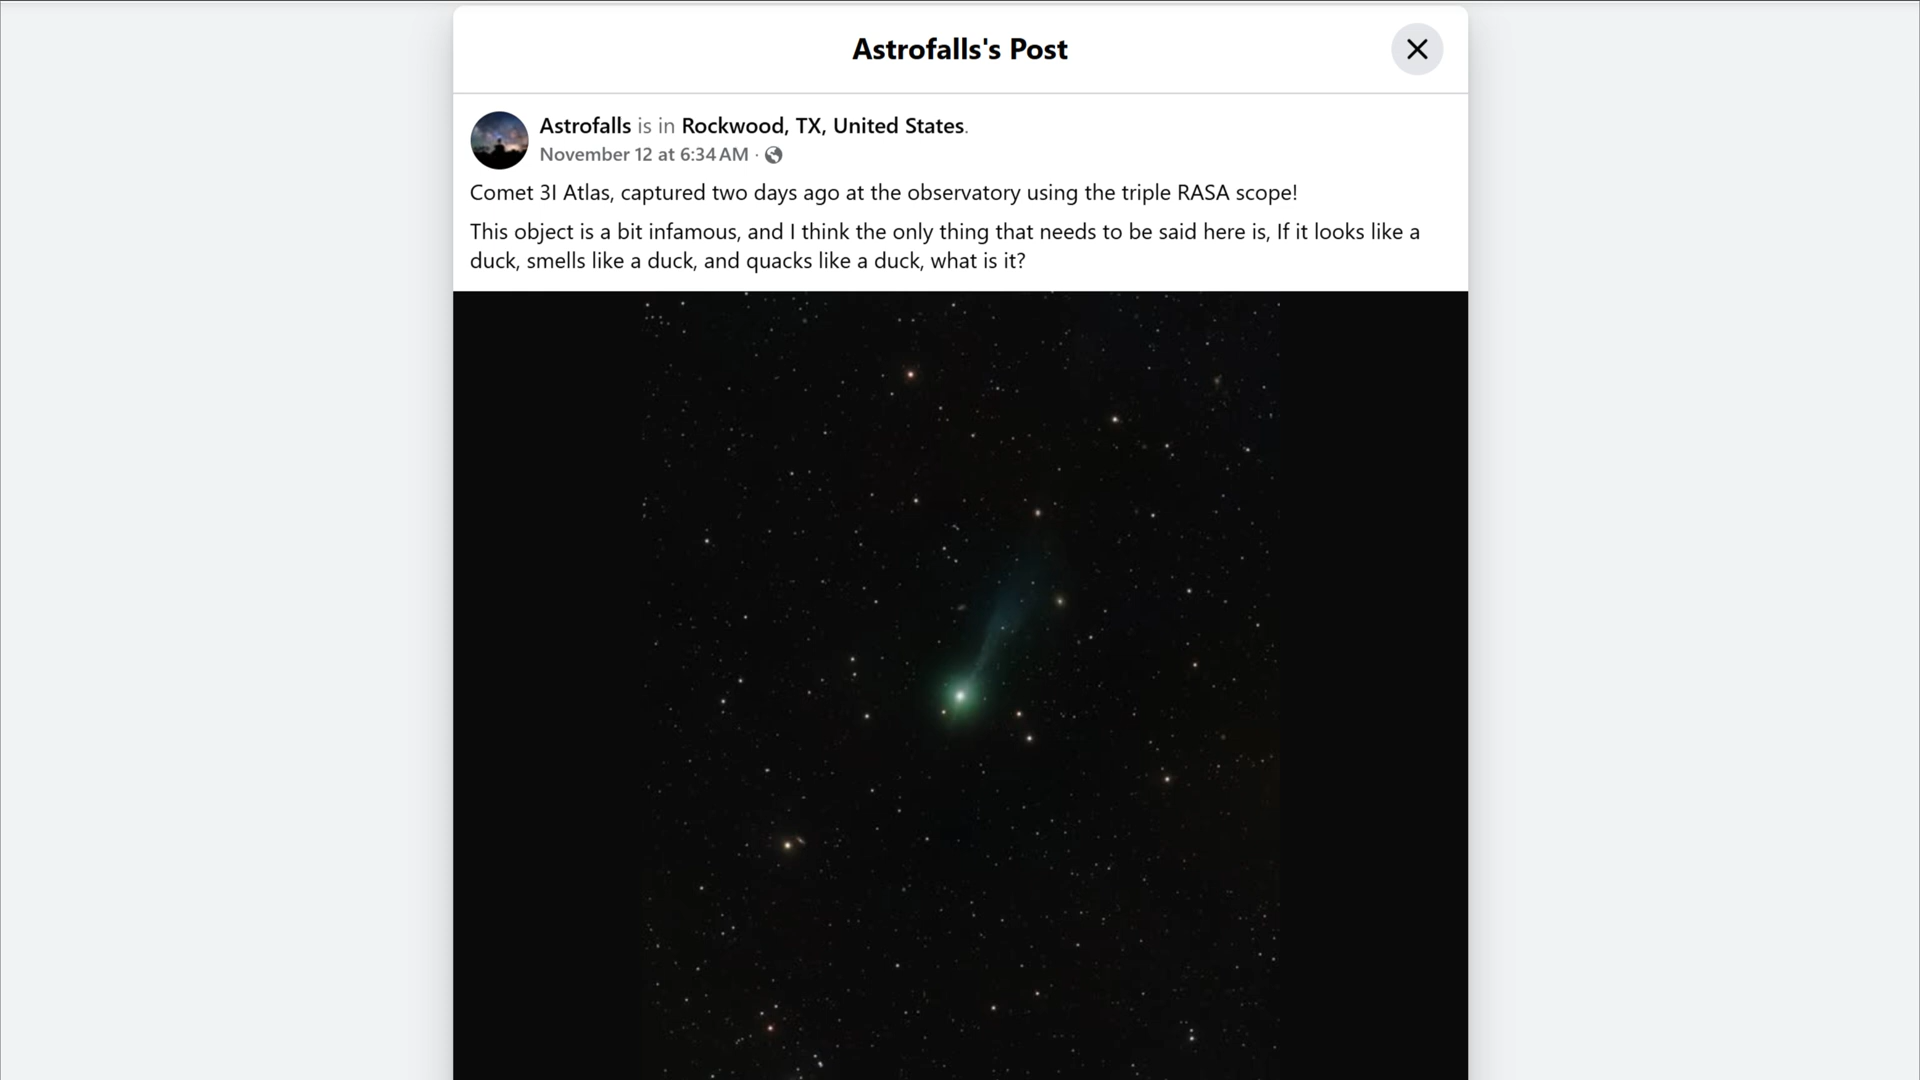 Astrofalls's Post
Astrofalls is in Rockwood, TX, United States.
November 12 at 6:34 AM ·
Comet 3I Atlas, captured two days ago at the observatory using the triple RASA scope!
This object is a bit infamous, and I think the only thing that needs to be said here is, If it looks like a
duck, smells like a duck, and quacks like a duck, what is it?